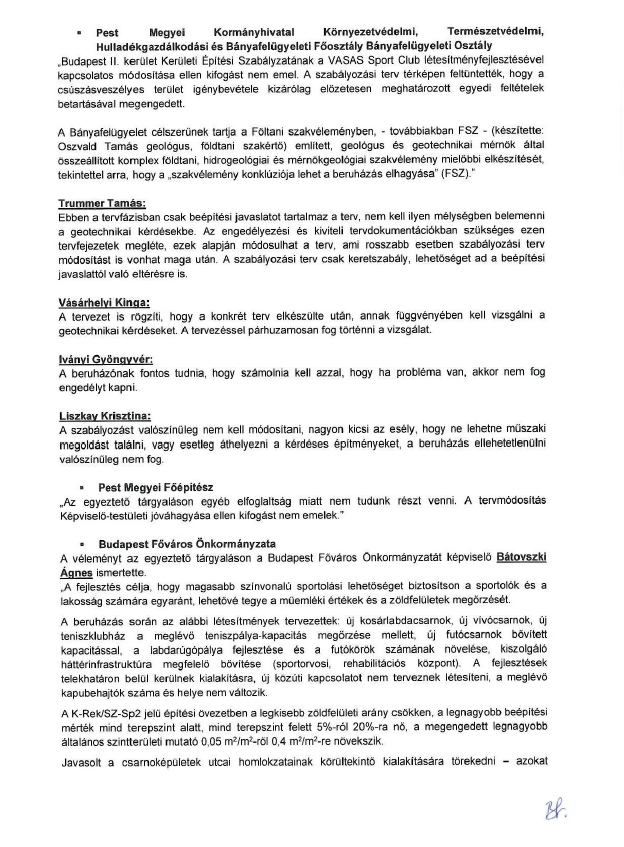 ▪ Pest Megyei Kormányhivatal Környezetvédelmi, Természetvédelmi,
Hulladékgazdálkodási és Bányafelügyeleti Főosztály Bányafelügyeleti Osztály
„Budapest II. kerület Kerületi Építési Szabályzatának a VASAS Sport Club létesítményfejlesztésével
kapcsolatos módosítása ellen kifogást nem emel. A szabályozási terv térképen feltüntették, hogy a
csúszásveszélyes terület igénybevétele kizárólag előzetesen meghatározott egyedi feltételek
betartásával megengedett.
A Bányafelügyelet célszerűnek tartja a Föltani szakvéleményben, - továbbiakban FSZ - (készítette:
Oszvald Tamás geológus, földtani szakértő) említett, geológus és geotechnikai mérnök által
összeállított komplex földtani, hidrogeológiai és mérnökgeológiai szakvélemény mielőbbi elkészítését,
tekintettel arra, hogy a „szakvélemény konklúziója lehet a beruházás elhagyása" (FSZ)."
Trummer Tamás:
Ebben a tervfázisban csak beépítési javaslatot tartalmaz a terv, nem kell ilyen mélységben belemenni
a geotechnikai kérdésekbe. Az engedélyezési és kiviteli tervdokumentációkban szükséges ezen
tervfejezetek megléte, ezek alapján módosulhat a terv, ami rosszabb esetben szabályozási terv
módosítást is vonhat maga után. A szabályozási terv csak keretszabály, lehetőséget ad a beépítési
javaslattól való eltérésre is.
Vásárhelyi Kinga:
A tervezet is rögzíti, hogy a konkrét terv elkészülte után, annak függvényében kell vizsgálni a
geotechnikai kérdéseket. A tervezéssel párhuzamosan fog történni a vizsgálat.
Iványi Gyöngyvér:
A beruházónak fontos tudnia, hogy számolnia kell azzal, hogy ha probléma van, akkor nem fog
engedélyt kapni.
Liszkay Krisztina:
A szabályozást valószínűleg nem kell módosítani, nagyon kicsi az esély, hogy ne lehetne műszaki
megoldást találni, vagy esetleg áthelyezni a kérdéses építményeket, a beruházás ellehetetlenülni
valószínűleg nem fog.
▪ Pest Megyei Főépítész
„Az egyeztető tárgyaláson egyéb elfoglaltság miatt nem tudunk részt venni. A tervmódosítás
Képviselő-testületi jóváhagyása ellen kifogást nem emelek."
▪ Budapest Főváros Önkormányzata
A véleményt az egyeztető tárgyaláson a Budapest Főváros Önkormányzatát képviselő Bátovszki
Ágnes ismertette.
„A fejlesztés célja, hogy magasabb színvonalú sportolási lehetőséget biztosítson a sportolók és a
lakosság számára egyaránt, lehetővé tegye a műemléki értékek és a zöldfelületek megőrzését.
A beruházás során az alábbi létesítmények tervezettek: új kosárlabdacsarnok, új vívócsarnok, új
teniszklubház a meglévő teniszpálya-kapacitás megőrzése mellett, új futócsarnok bővített
kapacitással, a labdarúgópálya fejlesztése és a futókörök számának növelése, kiszolgáló
háttérinfrastruktúra megfelelő bővítése (sportorvosi, rehabilitációs központ). A fejlesztések
telekhatáron belül kerülnek kialakításra, új közúti kapcsolatot nem terveznek létesíteni, a meglévő
kapubehajtók száma és helye nem változik.
A K-Rek/SZ-Sp2 jelű építési övezetben a legkisebb zöldfelületi arány csökken, a legnagyobb beépítési
mérték mind terepszint alatt, mind terepszint felett 5%-ról 20%-ra nő, a megengedett legnagyobb
általános szintterületi mutató 0,05 m²/m²-ről 0,4 m²/m²-re növekszik.
Javasolt a csarnoképületek utcai homlokzatainak körültekintő kialakítására törekedni – azokat